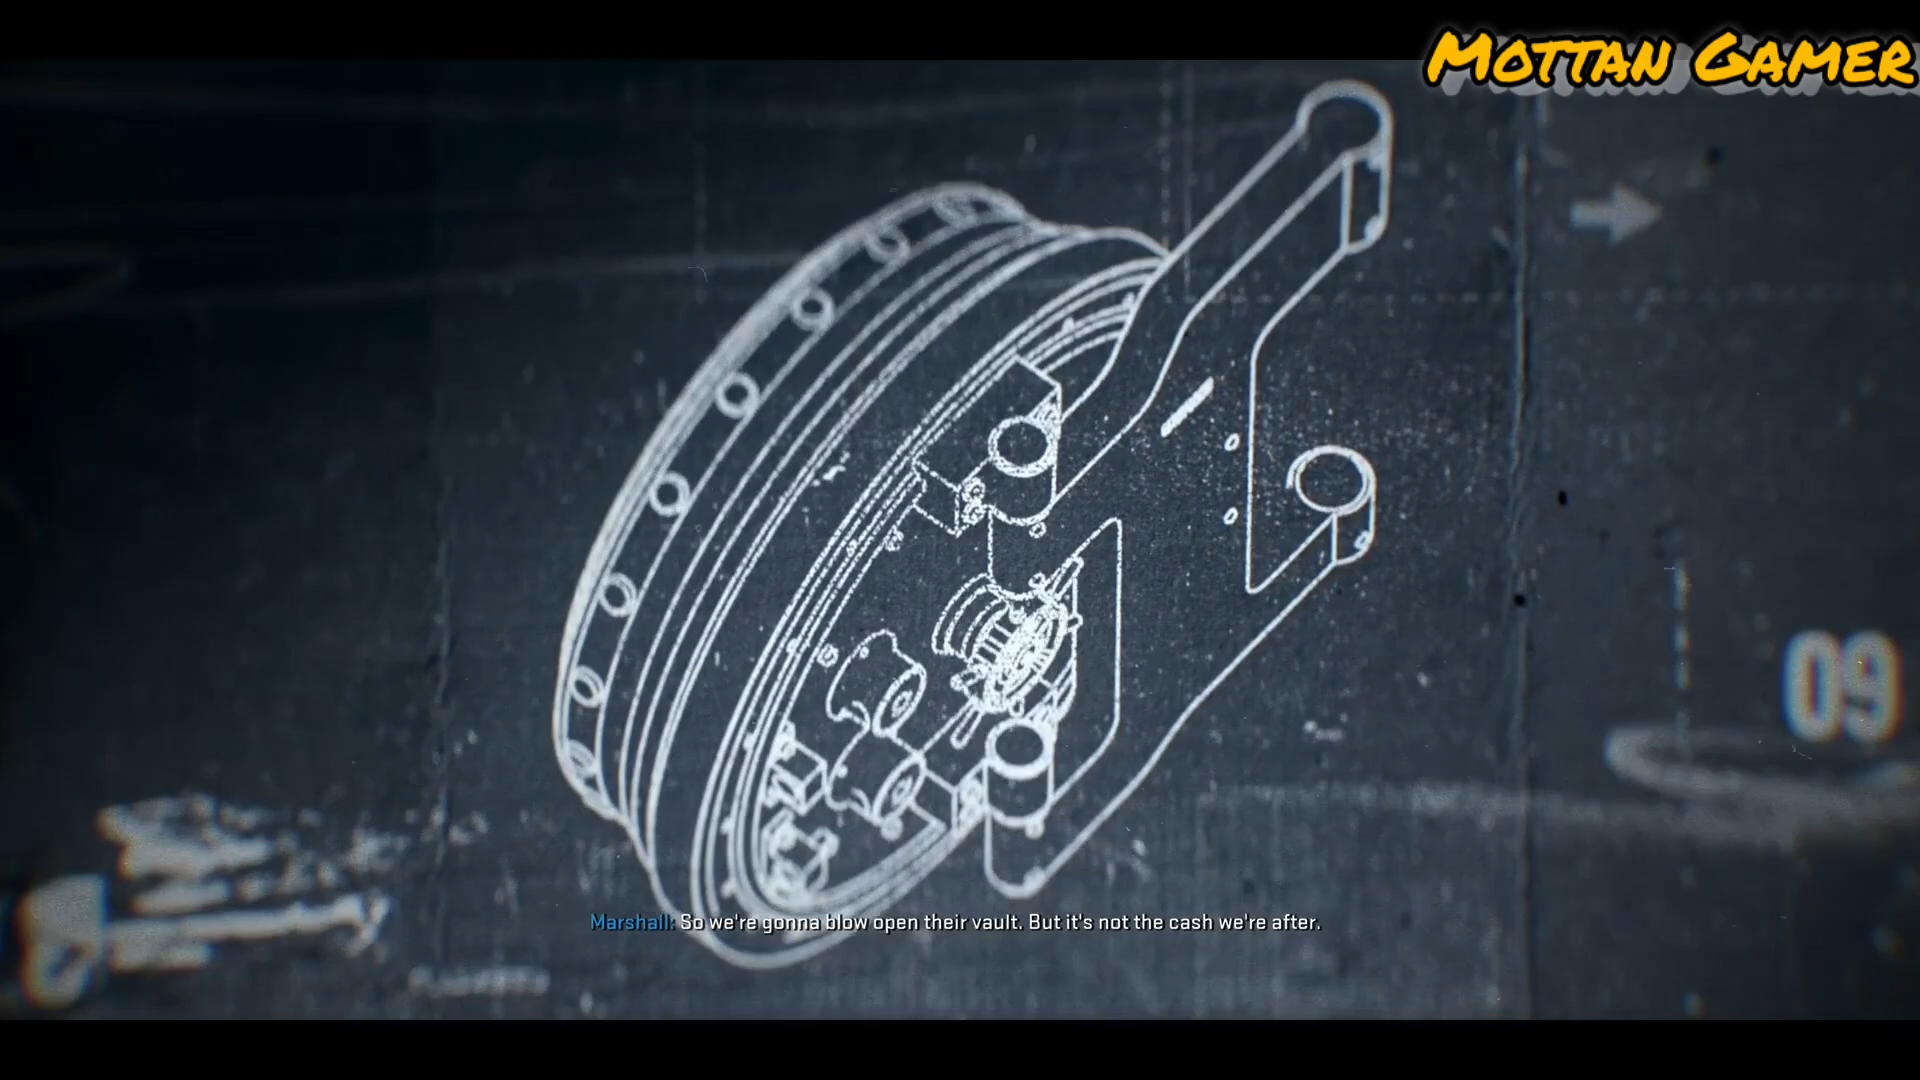 MOTTAN GAMER
09
Marshall: So we're gonna blow open their vault. But it's not the cash we're after.